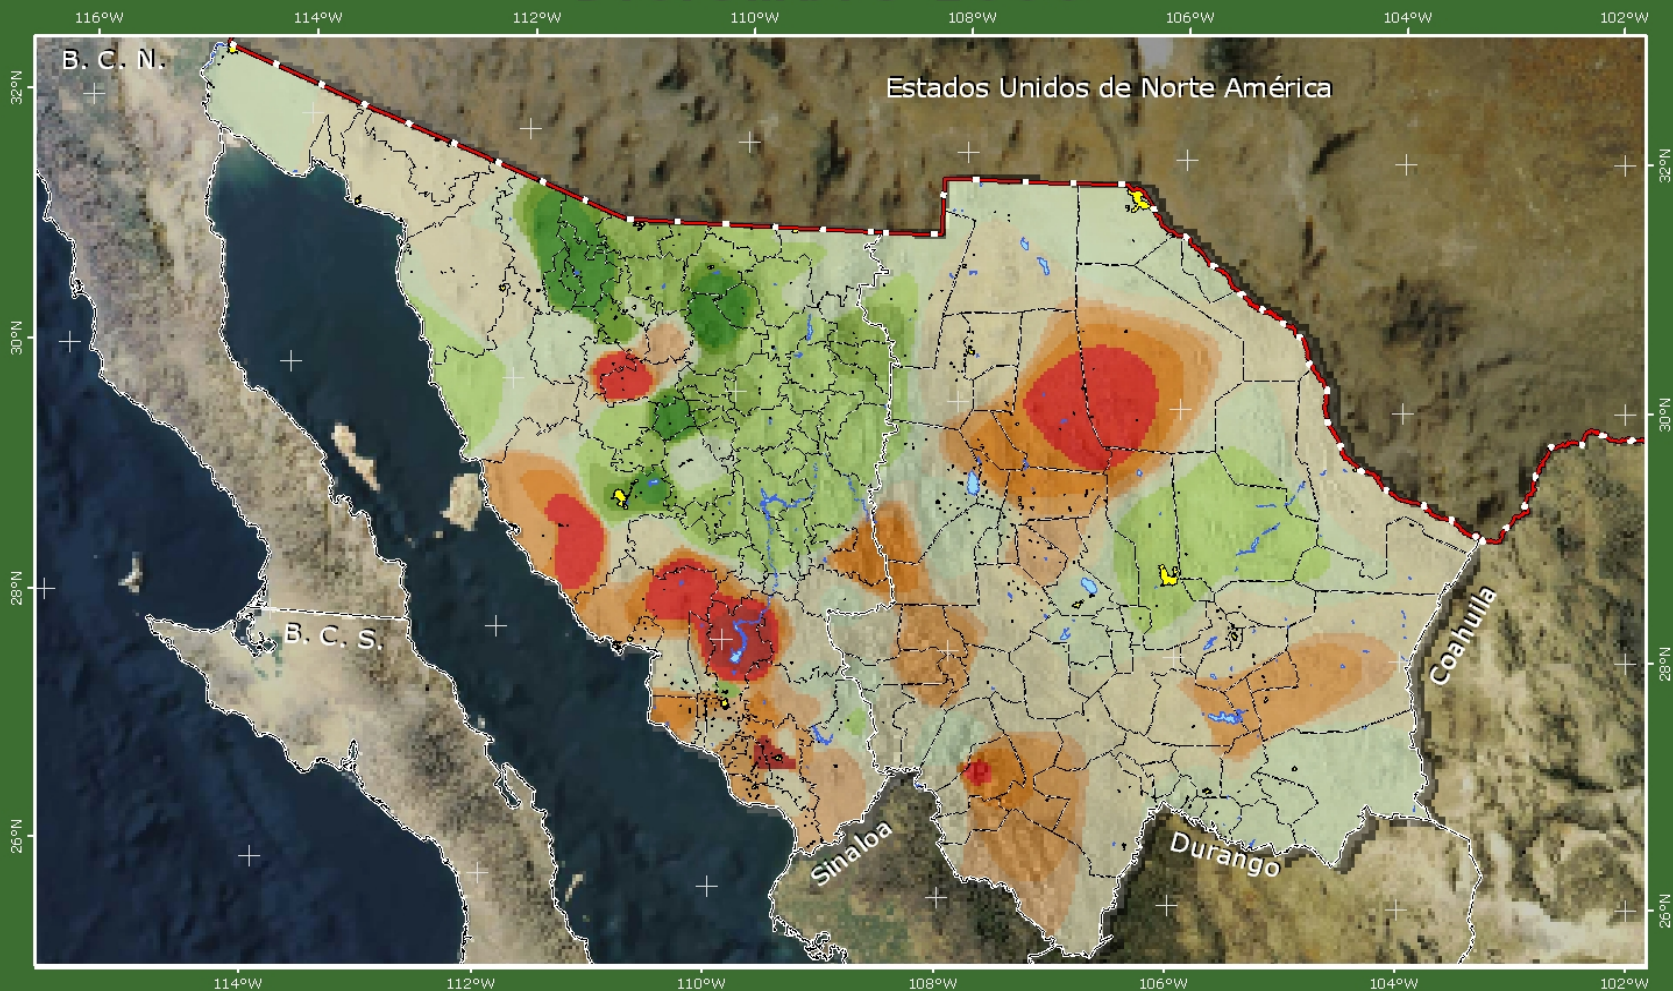 116°W 114°W 112°W 110°W 108°W 106°W 104°W 102°W
B. C. N.
Estados Unidos de Norte América
32°N
32°N
30°N
30°N
28°N
28°N
B. C. S.
Coahuila
Sinaloa
Durango
26°N
26°N
114°W 112°W 110°W 108°W 106°W 104°W 102°W